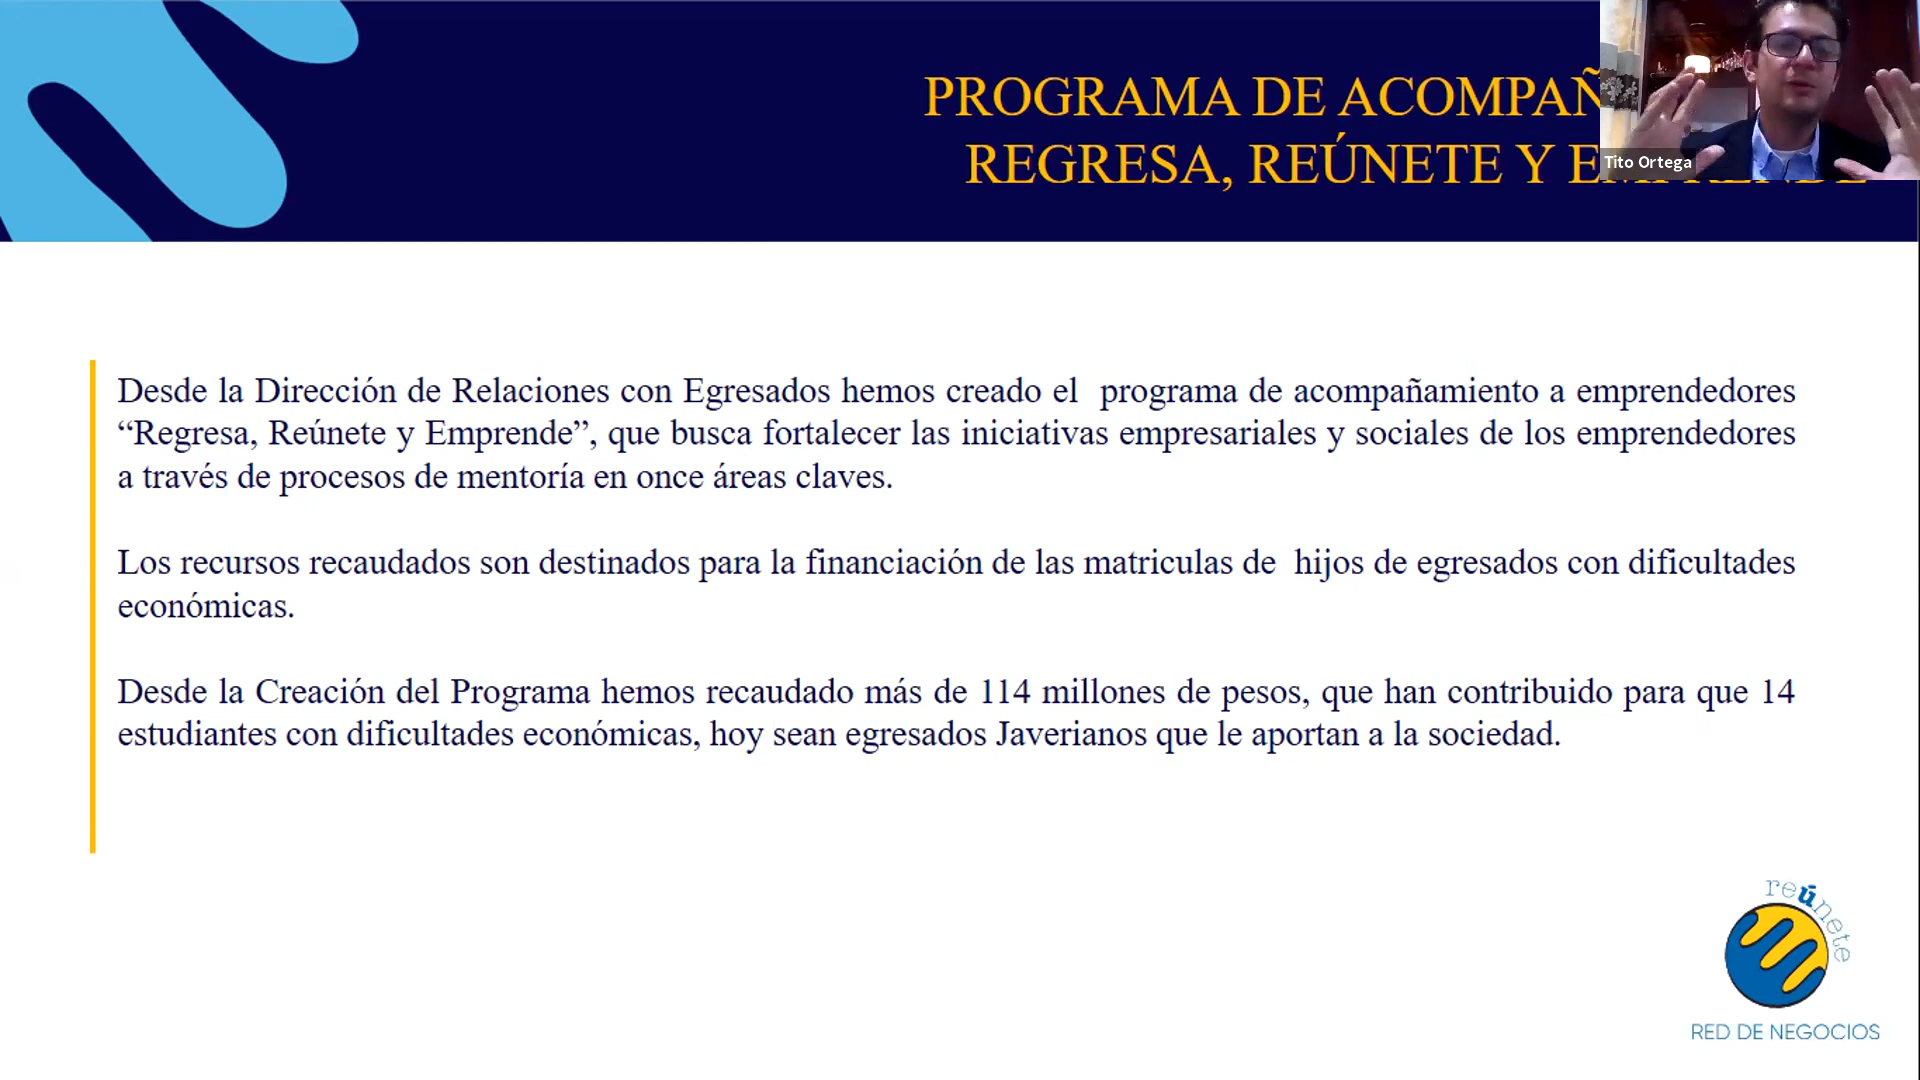 PROGRAMA DE ACOMPAÑ
REGRESA, REÚNETE Y EMPRENDE
Tito Ortega
Desde la Dirección de Relaciones con Egresados hemos creado el programa de acompañamiento a emprendedores
“Regresa, Reúnete y Emprende”, que busca fortalecer las iniciativas empresariales y sociales de los emprendedores
a través de procesos de mentoría en once áreas claves.
Los recursos recaudados son destinados para la financiación de las matriculas de hijos de egresados con dificultades
económicas.
Desde la Creación del Programa hemos recaudado más de 114 millones de pesos, que han contribuido para que 14
estudiantes con dificultades económicas, hoy sean egresados Javerianos que le aportan a la sociedad.
reúnete
RED DE NEGOCIOS